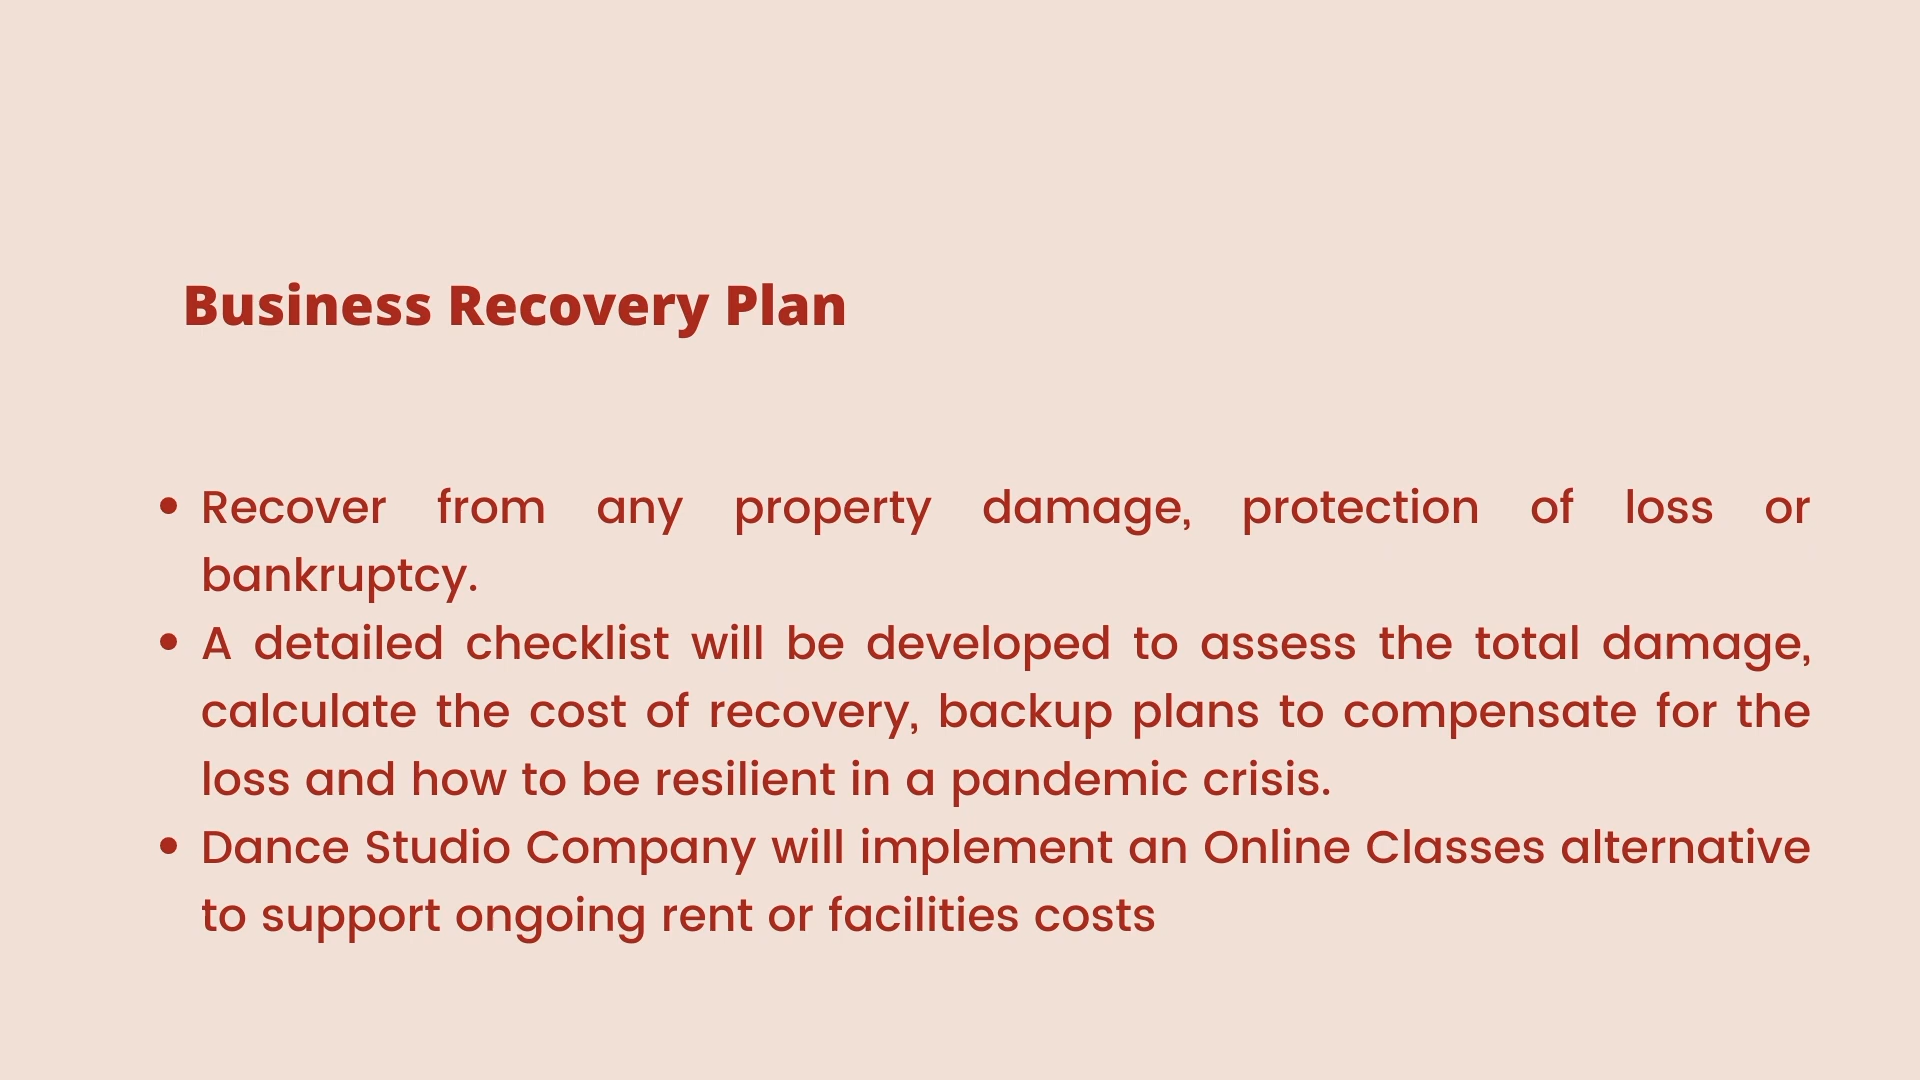 Business Recovery Plan
• Recover from any property damage, protection of loss or
bankruptcy.
• A detailed checklist will be developed to assess the total damage,
calculate the cost of recovery, backup plans to compensate for the
loss and how to be resilient in a pandemic crisis.
• Dance Studio Company will implement an Online Classes alternative
to support ongoing rent or facilities costs